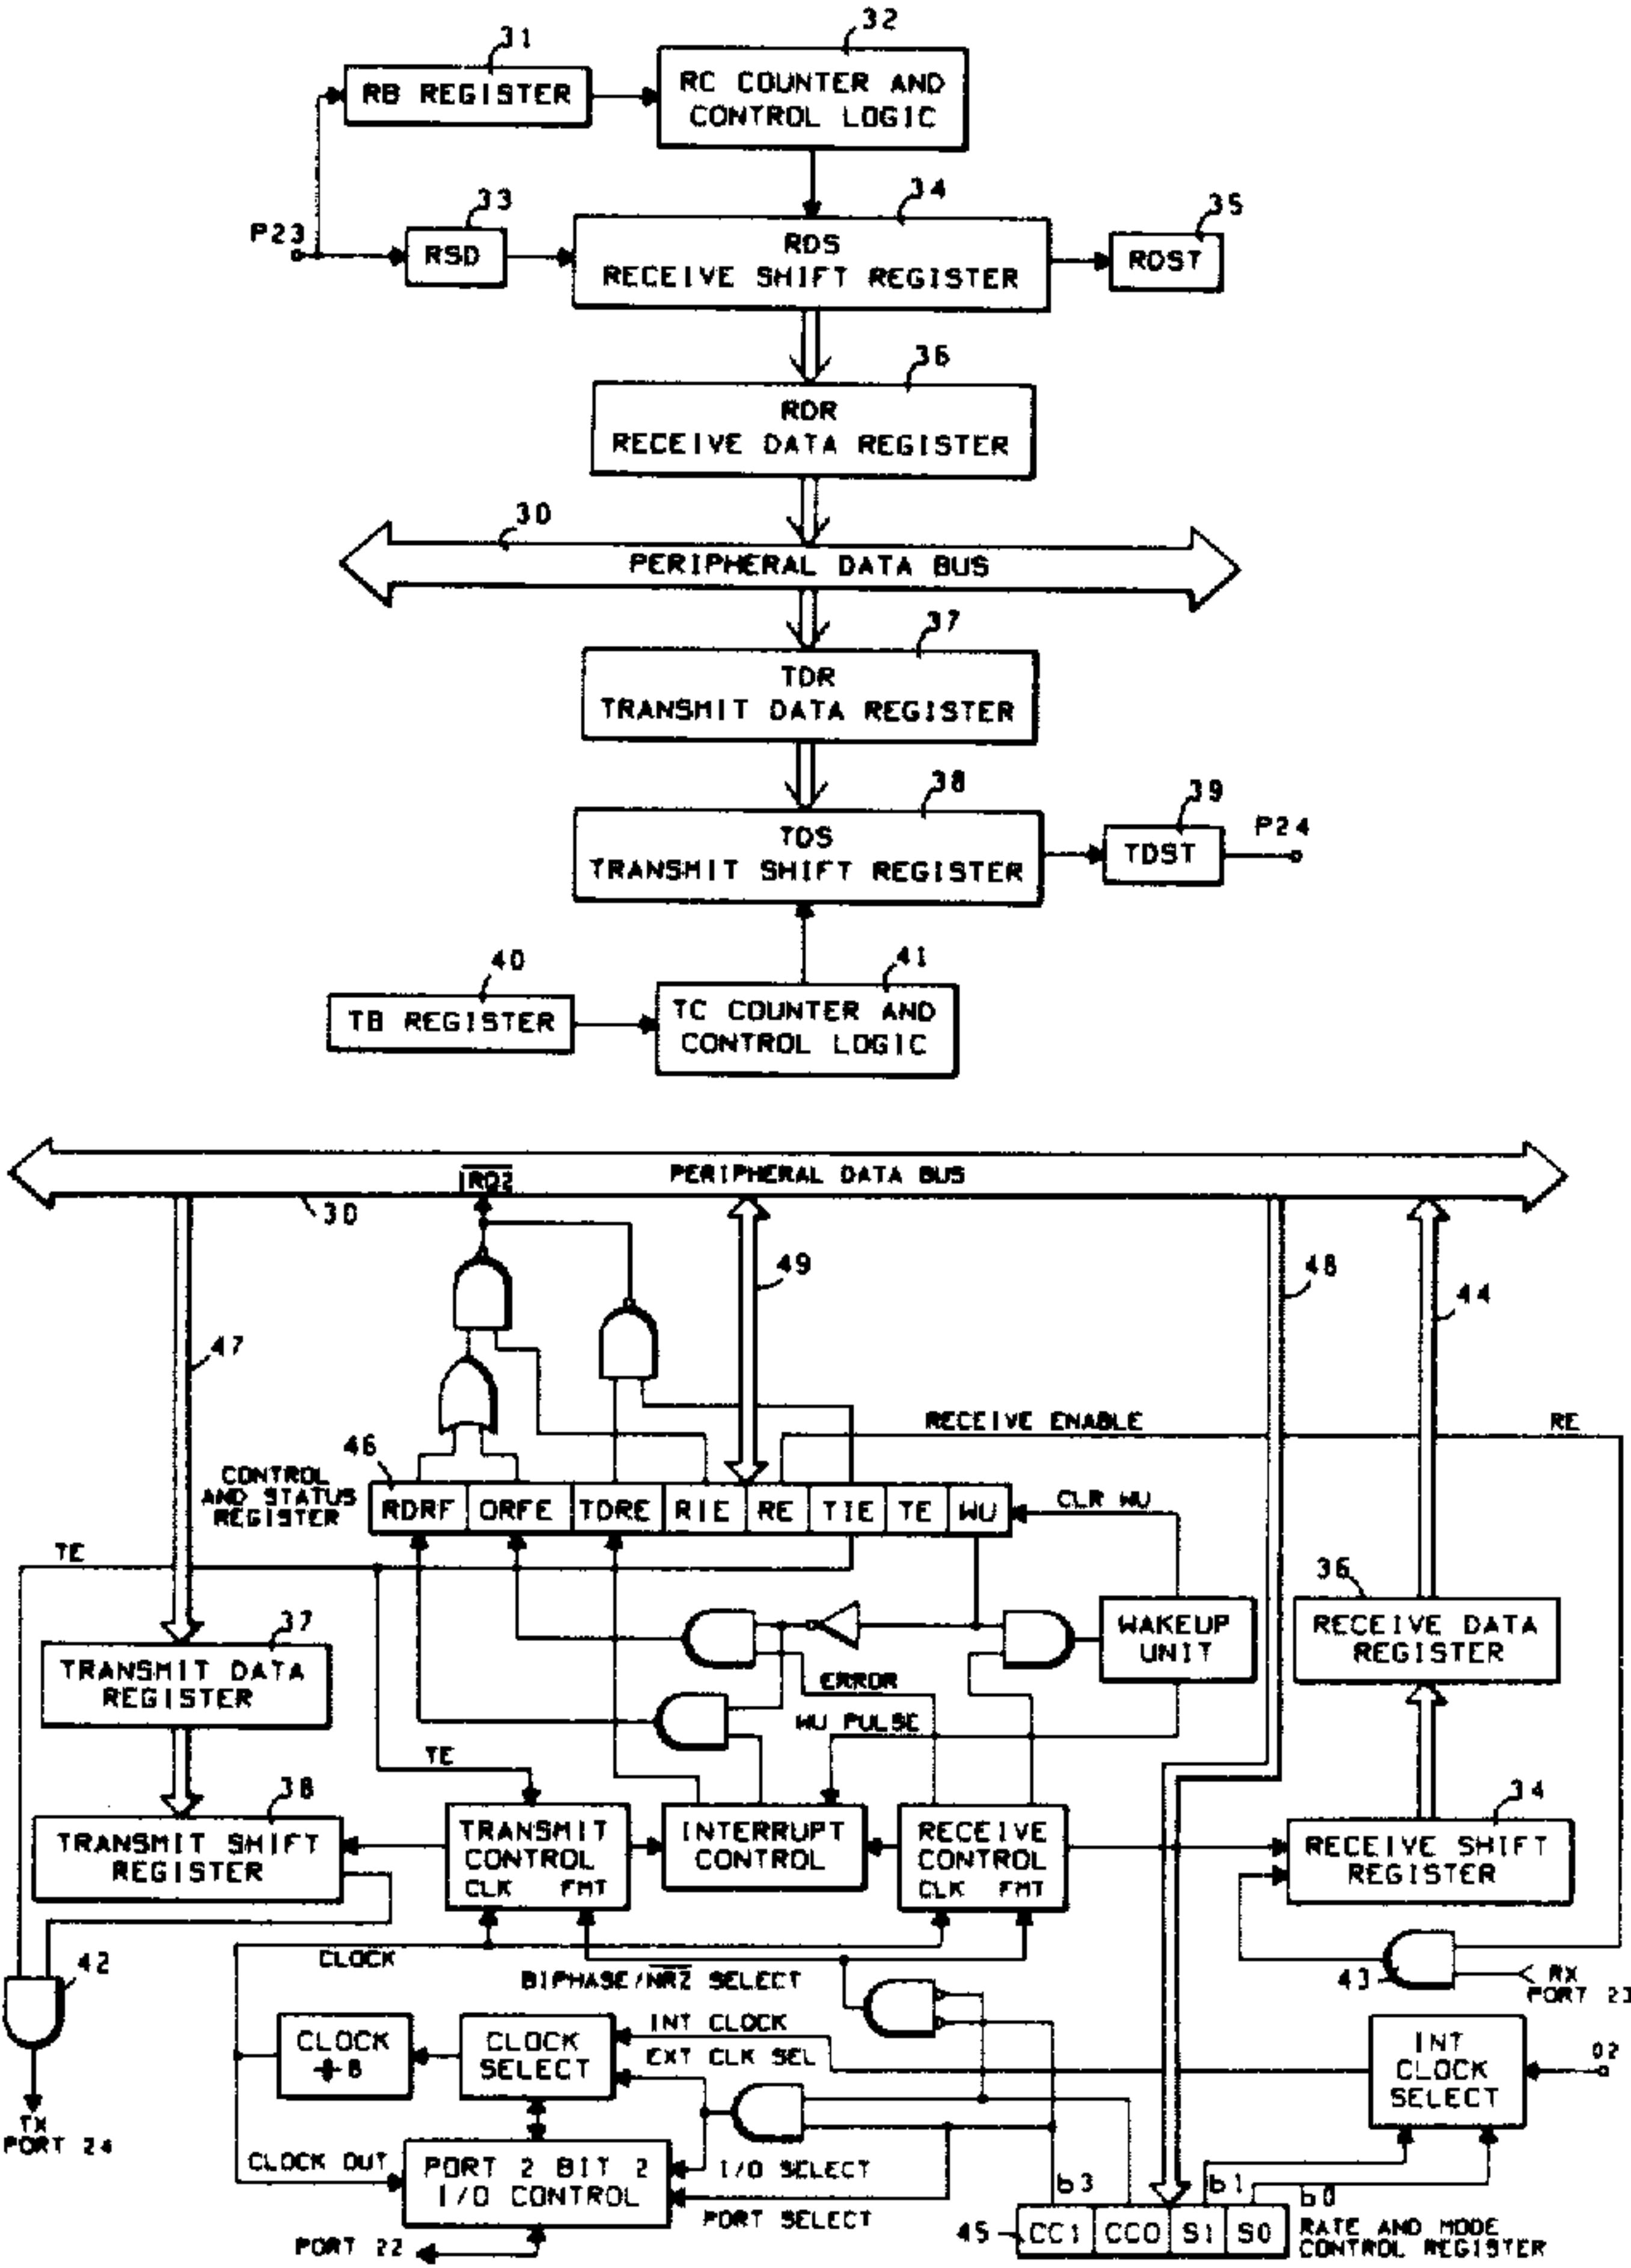 31
32
RB REGISTER
RC COUNTER AND
CONTROL LOGIC
33
34
35
P23
RSD
RDS
RECEIVE SHIFT REGISTER
RDST
36
RDR
RECEIVE DATA REGISTER
30
PERIPHERAL DATA BUS
37
TDR
TRANSMIT DATA REGISTER
38
39
P24
TDS
TRANSMIT SHIFT REGISTER
TDST
40
41
TB REGISTER
TC COUNTER AND
CONTROL LOGIC
IRQ2
PERIPHERAL DATA BUS
30
49
48
44
47
RECEIVE ENABLE
RE
46
CONTROL
AND STATUS
REGISTER
RDRF ORFE TDRE RIE RE TIE TE WU
CLR WU
TE
36
37
WAKEUP
UNIT
RECEIVE DATA
REGISTER
TRANSMIT DATA
REGISTER
ERROR
WU PULSE
TE
38
34
TRANSMIT SHIFT
REGISTER
TRANSMIT
CONTROL
CLK FMT
INTERRUPT
CONTROL
RECEIVE
CONTROL
CLK FMT
RECEIVE SHIFT
REGISTER
42
CLOCK
BIPHASE/NRZ SELECT
43
RX
PORT 23
INT CLOCK
EXT CLK SEL
CLOCK
÷8
CLOCK
SELECT
INT
CLOCK
SELECT
02
TX
PORT 24
CLOCK OUT
PORT 2 BIT 2
I/O CONTROL
I/O SELECT
PORT SELECT
b3
b1
b0
45
CC1 CC0 S1 S0
RATE AND MODE
CONTROL REGISTER
PORT 22